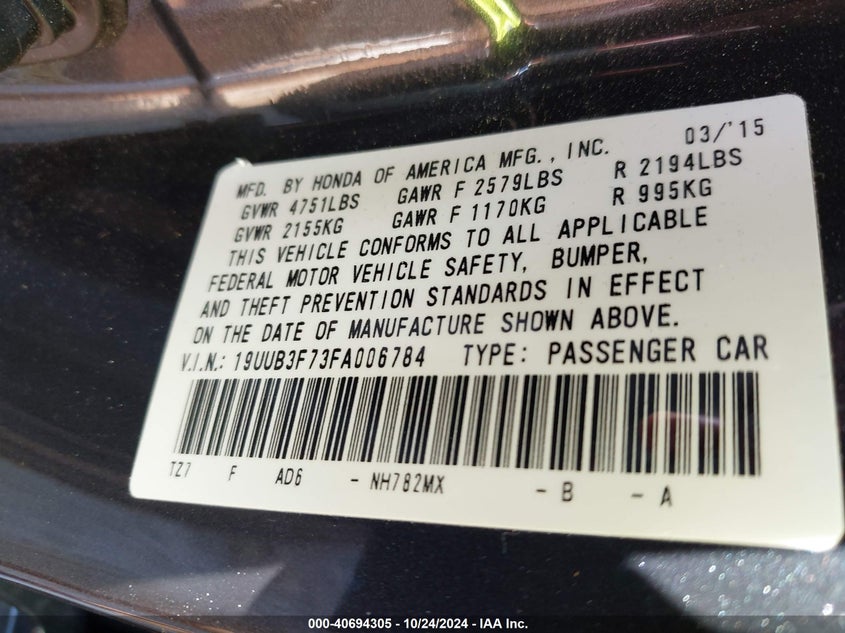 MFD. BY HONDA OF AMERICA MFG., INC. 03/'15
GVWR 4751LBS GAWR F 2579LBS R 2194LBS
GVWR 2155KG GAWR F 1170KG R 995KG
THIS VEHICLE CONFORMS TO ALL APPLICABLE
FEDERAL MOTOR VEHICLE SAFETY, BUMPER,
AND THEFT PREVENTION STANDARDS IN EFFECT
ON THE DATE OF MANUFACTURE SHOWN ABOVE.
V.I.N.: 19UUB3F73FA006784 TYPE: PASSENGER CAR
TZ7 F AD6 - NH782MX - B - A
000-40694305 - 10/24/2024 - IAA Inc.